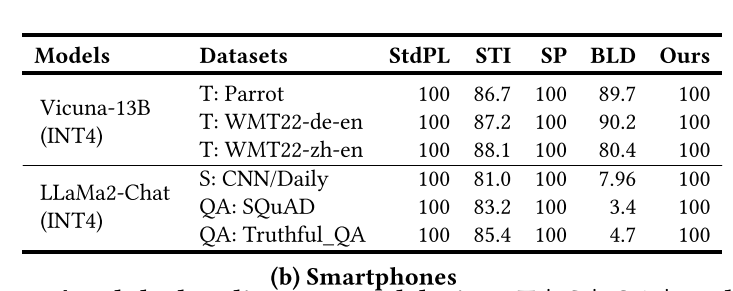 Models Datasets StdPL STI SP BLD Ours
Vicuna-13B (INT4)
T: Parrot 100 86.7 100 89.7 100
T: WMT22-de-en 100 87.2 100 90.2 100
T: WMT22-zh-en 100 88.1 100 80.4 100
LLaMa2-Chat (INT4)
S: CNN/Daily 100 81.0 100 7.96 100
QA: SQuAD 100 83.2 100 3.4 100
QA: Truthful_QA 100 85.4 100 4.7 100
(b) Smartphones